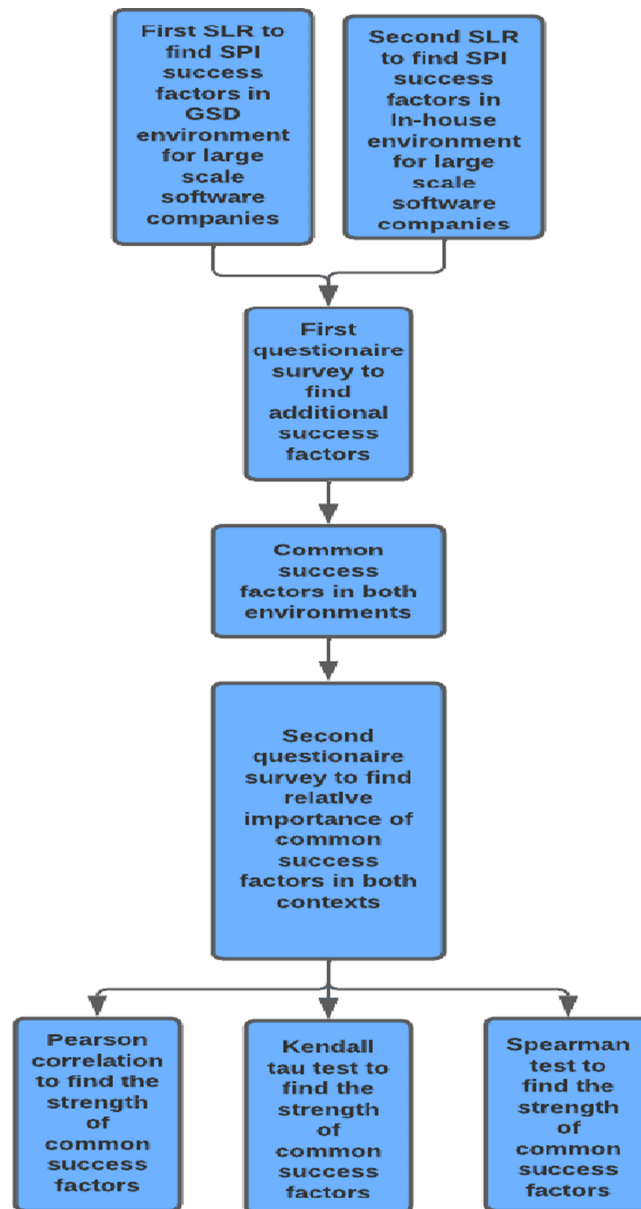 First SLR to
find SPI
success
factors in
GSD
environment
for large
scale
software
companies
Second SLR
to find SPI
success
factors in
In-house
environment
for large
scale
software
companies
First
questionaire
survey to
find
additional
success
factors
Common
success
factors in both
environments
Second
questionaire
survey to find
relative
importance of
common
success
factors in both
contexts
Pearson
correlation
to find the
strength
of
common
success
factors
Kendall
tau test to
find the
strength
of
common
success
factors
Spearman
test to
find the
strength
of
common
success
factors